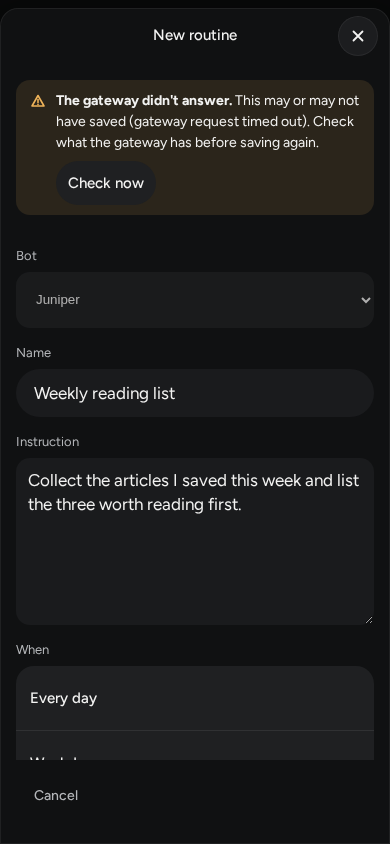 New routine
The gateway didn't answer. This may or may not
have saved (gateway request timed out). Check
what the gateway has before saving again.
Check now
Bot
Juniper
Name
Weekly reading list
Instruction
Collect the articles I saved this week and list
the three worth reading first.
When
Every day
Cancel